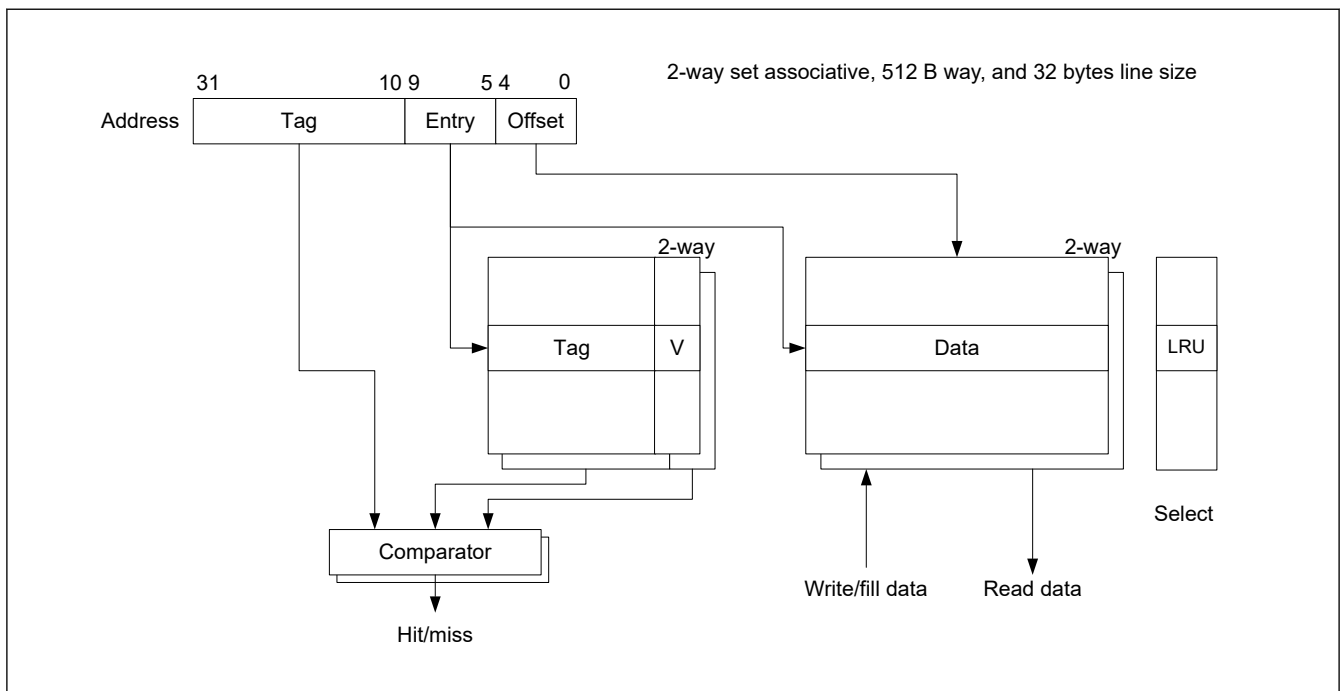 2-way set associative, 512 B way, and 32 bytes line size
31 10 9 5 4 0
Address Tag Entry Offset
2-way 2-way
Tag V Data LRU
Select
Comparator
Write/fill data Read data
Hit/miss